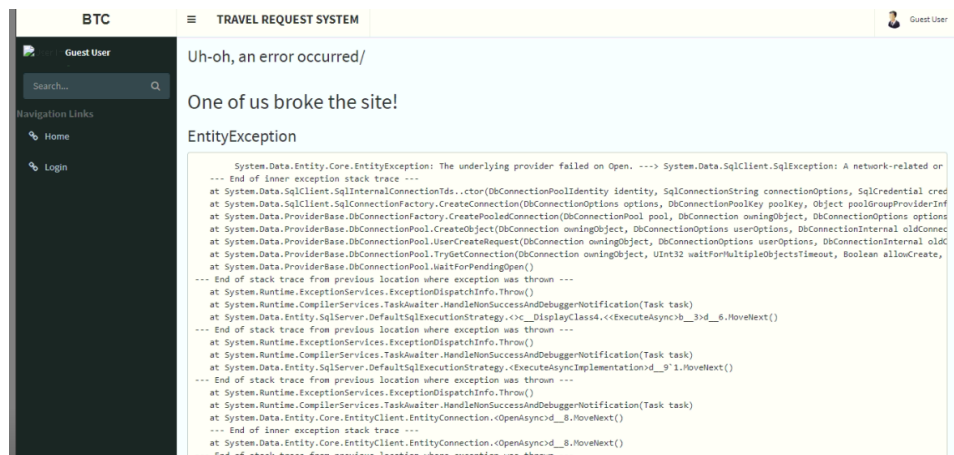 BTC
TRAVEL REQUEST SYSTEM
Guest User
Guest User
Search...
Navigation Links
Home
Login
Uh-oh, an error occurred/
One of us broke the site!
EntityException
System.Data.Entity.Core.EntityException: The underlying provider failed on Open. ---> System.Data.SqlClient.SqlException: A network-related or
--- End of inner exception stack trace ---
at System.Data.SqlClient.SqlInternalConnectionTds..ctor(DbConnectionPoolIdentity identity, SqlConnectionString connectionOptions, SqlCredential cred
at System.Data.SqlClient.SqlConnectionFactory.CreateConnection(DbConnectionOptions options, DbConnectionPoolKey poolKey, Object poolGroupProviderInf
at System.Data.ProviderBase.DbConnectionFactory.CreatePooledConnection(DbConnectionPool pool, DbConnection owningObject, DbConnectionOptions options
at System.Data.ProviderBase.DbConnectionPool.CreateObject(DbConnection owningObject, DbConnectionOptions userOptions, DbConnectionInternal oldConnec
at System.Data.ProviderBase.DbConnectionPool.UserCreateRequest(DbConnection owningObject, DbConnectionOptions userOptions, DbConnectionInternal oldC
at System.Data.ProviderBase.DbConnectionPool.TryGetConnection(DbConnection owningObject, UInt32 waitForMultipleObjectsTimeout, Boolean allowCreate,
at System.Data.ProviderBase.DbConnectionPool.WaitForPendingOpen()
--- End of stack trace from previous location where exception was thrown ---
at System.Runtime.ExceptionServices.ExceptionDispatchInfo.Throw()
at System.Runtime.CompilerServices.TaskAwaiter.HandleNonSuccessAndDebuggerNotification(Task task)
at System.Data.Entity.SqlServer.DefaultSqlExecutionStrategy.<>c__DisplayClass4.<<ExecuteAsync>b__3>d__6.MoveNext()
--- End of stack trace from previous location where exception was thrown ---
at System.Runtime.ExceptionServices.ExceptionDispatchInfo.Throw()
at System.Runtime.CompilerServices.TaskAwaiter.HandleNonSuccessAndDebuggerNotification(Task task)
at System.Data.Entity.SqlServer.DefaultSqlExecutionStrategy.<ExecuteAsyncImplementation>d__9`1.MoveNext()
--- End of stack trace from previous location where exception was thrown ---
at System.Runtime.ExceptionServices.ExceptionDispatchInfo.Throw()
at System.Runtime.CompilerServices.TaskAwaiter.HandleNonSuccessAndDebuggerNotification(Task task)
at System.Data.Entity.Core.EntityClient.EntityConnection.<OpenAsync>d__8.MoveNext()
--- End of inner exception stack trace ---
at System.Data.Entity.Core.EntityClient.EntityConnection.<OpenAsync>d__8.MoveNext()
End of stack trace from previous location where exception was thrown